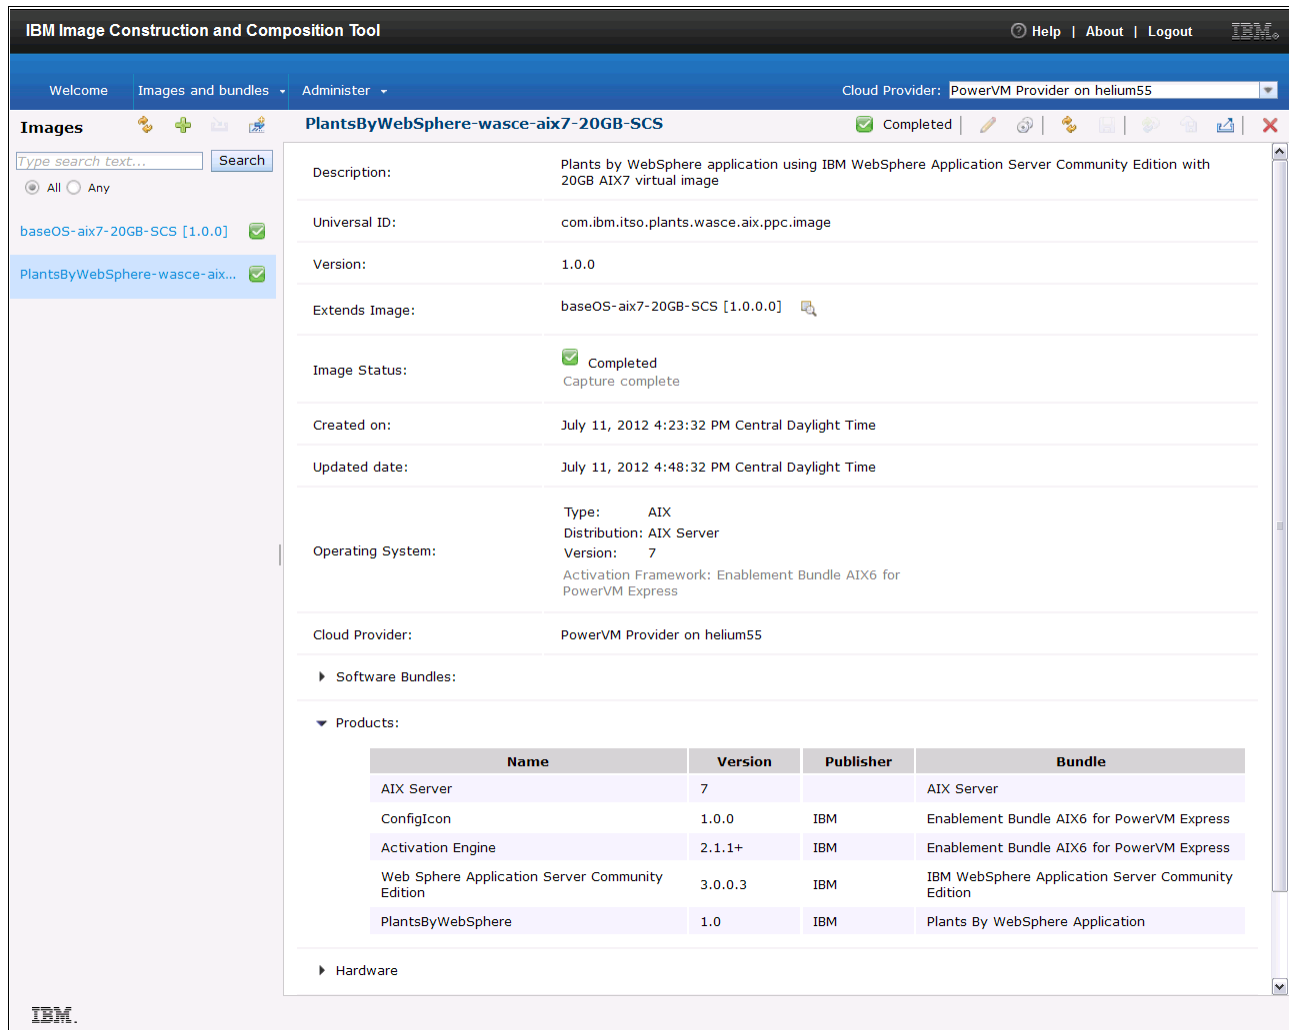 IBM Image Construction and Composition Tool
Help | About | Logout
IBM
Welcome
Images and bundles
Administer
Cloud Provider: PowerVM Provider on helium55
Images
PlantsByWebSphere-wasce-aix7-20GB-SCS
Completed
Type search text...
Search
All
Any
baseOS-aix7-20GB-SCS [1.0.0]
PlantsByWebSphere-wasce-aix...
Description:
Plants by WebSphere application using IBM WebSphere Application Server Community Edition with
20GB AIX7 virtual image
Universal ID:
com.ibm.itso.plants.wasce.aix.ppc.image
Version:
1.0.0
Extends Image:
baseOS-aix7-20GB-SCS [1.0.0.0]
Image Status:
Completed
Capture complete
Created on:
July 11, 2012 4:23:32 PM Central Daylight Time
Updated date:
July 11, 2012 4:48:32 PM Central Daylight Time
Operating System:
Type: AIX
Distribution: AIX Server
Version: 7
Activation Framework: Enablement Bundle AIX6 for
PowerVM Express
Cloud Provider:
PowerVM Provider on helium55
Software Bundles:
Products:
Name Version Publisher Bundle
AIX Server 7 AIX Server
ConfigIcon 1.0.0 IBM Enablement Bundle AIX6 for PowerVM Express
Activation Engine 2.1.1+ IBM Enablement Bundle AIX6 for PowerVM Express
Web Sphere Application Server Community
Edition
3.0.0.3
IBM
IBM WebSphere Application Server Community
Edition
PlantsByWebSphere 1.0 IBM Plants By WebSphere Application
Hardware
IBM.